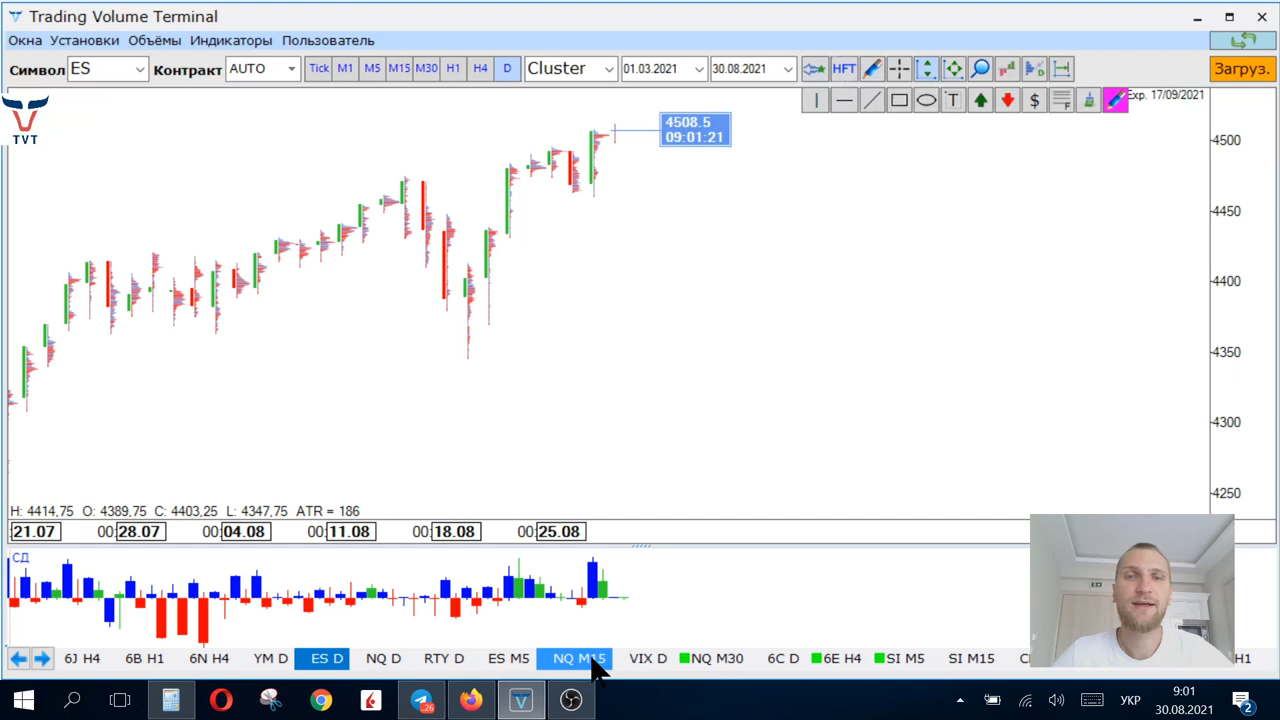 Trading Volume Terminal
Окна Установки Объёмы Индикаторы Пользователь
Символ ES Контракт AUTO Tick M1 M5 M15 M30 H1 H4 D Cluster 01.03.2021 30.08.2021 HFT Загруз.
T $ F Exp. 17/09/2021
TVT
4508.5
09:01:21
4500
4450
4400
4350
4300
4250
H: 4414,75 O: 4389,75 C: 4403,25 L: 4347,75 ATR = 186
21.07 00: 28.07 00: 04.08 00: 11.08 00: 18.08 00: 25.08
СД
6J H4 6B H1 6N H4 YM D ES D NQ D RTY D ES M5 NQ M15 VIX D NQ M30 6C D 6E H4 SI M5 SI M15 H1
26 УКР 9:01
30.08.2021 2